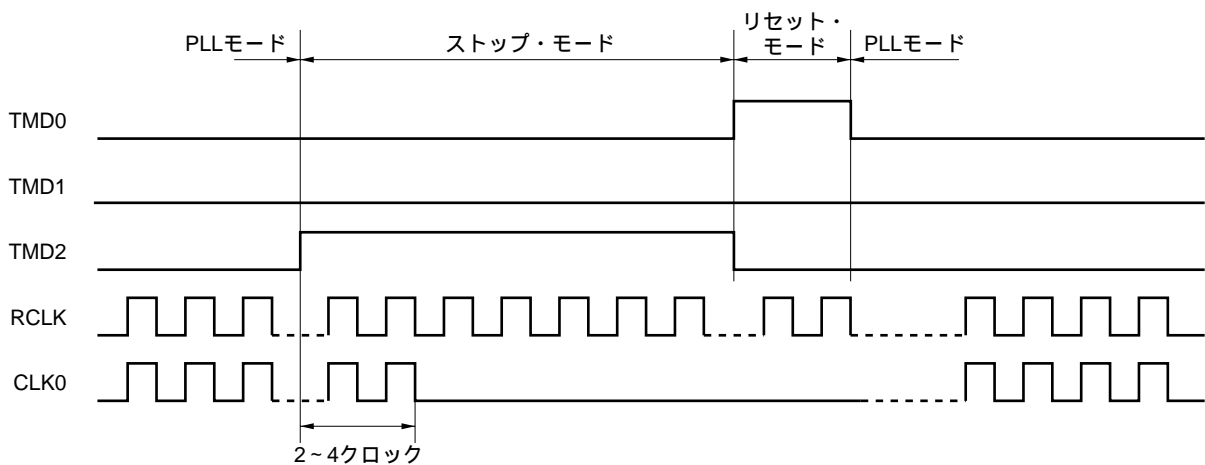 リセット・
モード
PLLモード
ストップ・モード
PLLモード
TMD0
TMD1
TMD2
RCLK
CLK0
2~4クロック